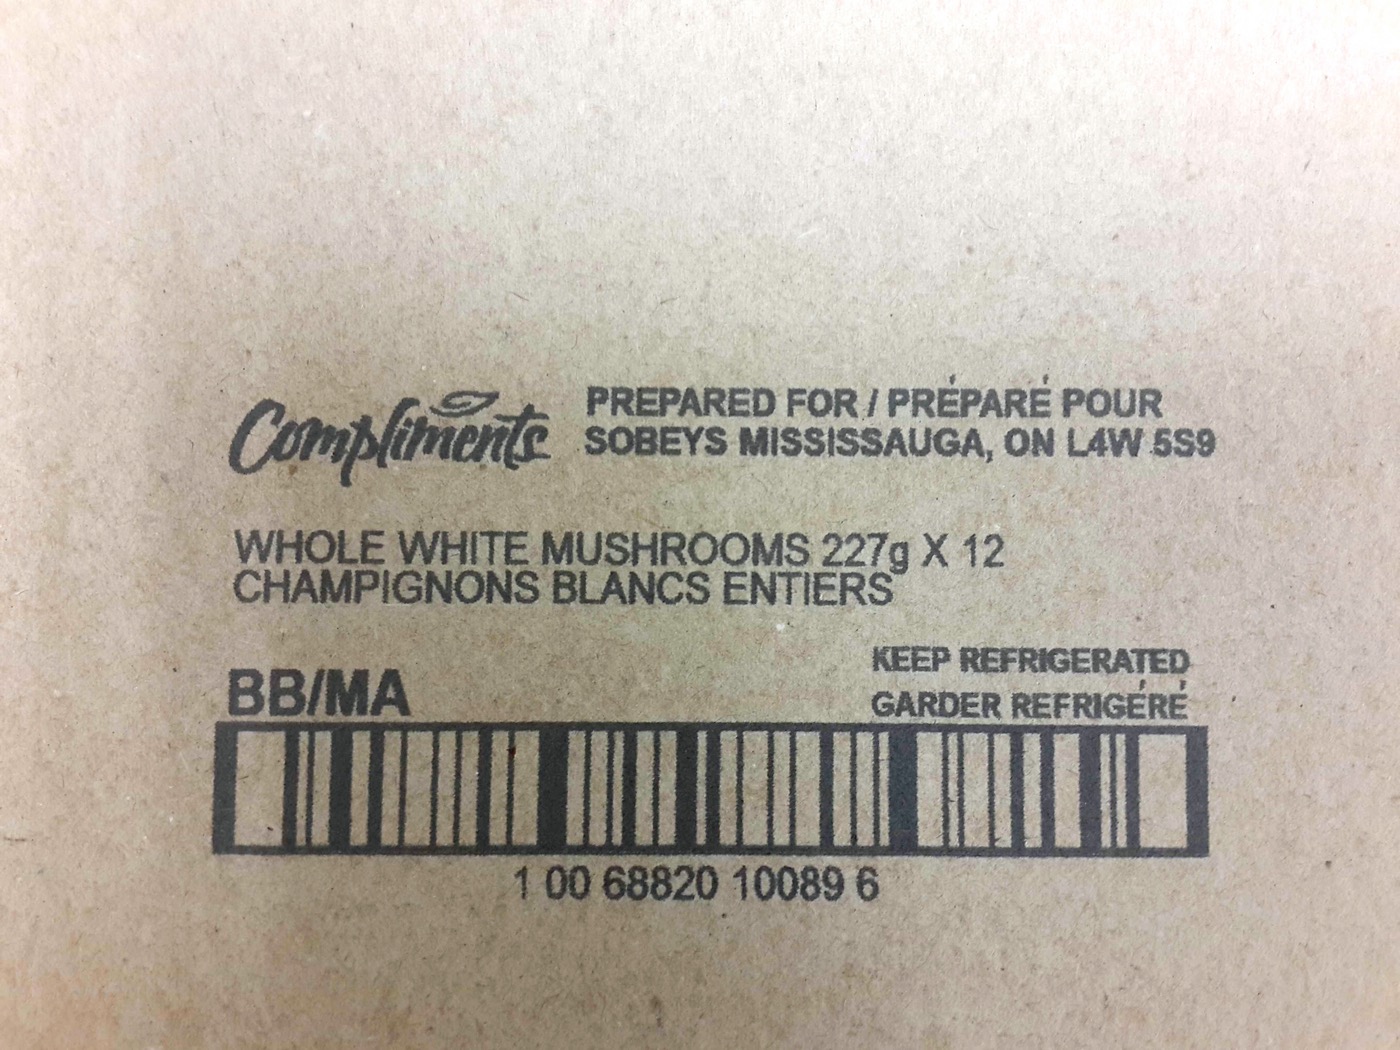 Compliments
PREPARED FOR / PRÉPARÉ POUR
SOBEYS MISSISSAUGA, ON L4W 5S9
WHOLE WHITE MUSHROOMS 227g X 12
CHAMPIGNONS BLANCS ENTIERS
KEEP REFRIGERATED
GARDER REFRIGÉRÉ
BB/MA
1 00 68820 10089 6